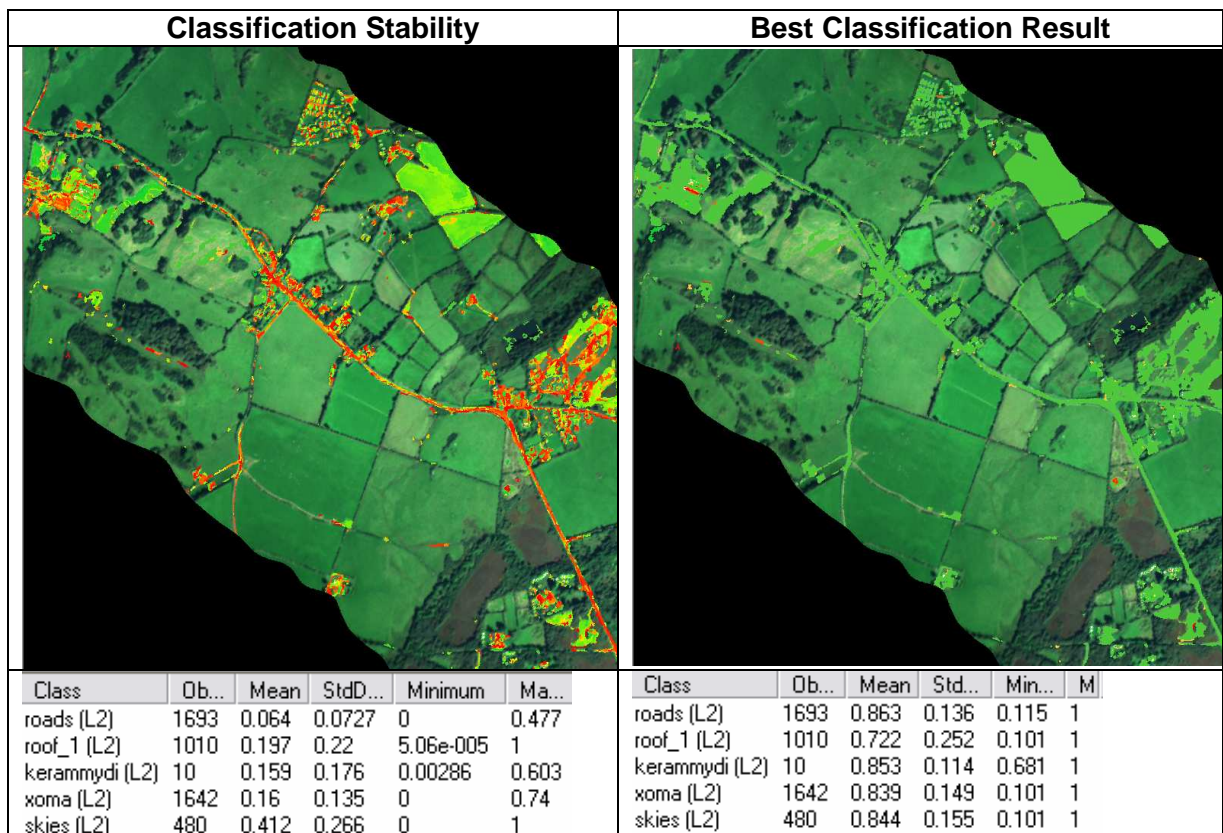 Classification Stability Best Classification Result
Class Ob... Mean StdD... Minimum Ma...
roads (L2) 1693 0.064 0.0727 0 0.477
roof_1 (L2) 1010 0.197 0.22 5.06e-005 1
kerammydi (L2) 10 0.159 0.176 0.00286 0.603
xoma (L2) 1642 0.16 0.135 0 0.74
skies (L2) 480 0.412 0.266 0 1
Class Ob... Mean Std... Min... M
roads (L2) 1693 0.863 0.136 0.115 1
roof_1 (L2) 1010 0.722 0.252 0.101 1
kerammydi (L2) 10 0.853 0.114 0.681 1
xoma (L2) 1642 0.839 0.149 0.101 1
skies (L2) 480 0.844 0.155 0.101 1